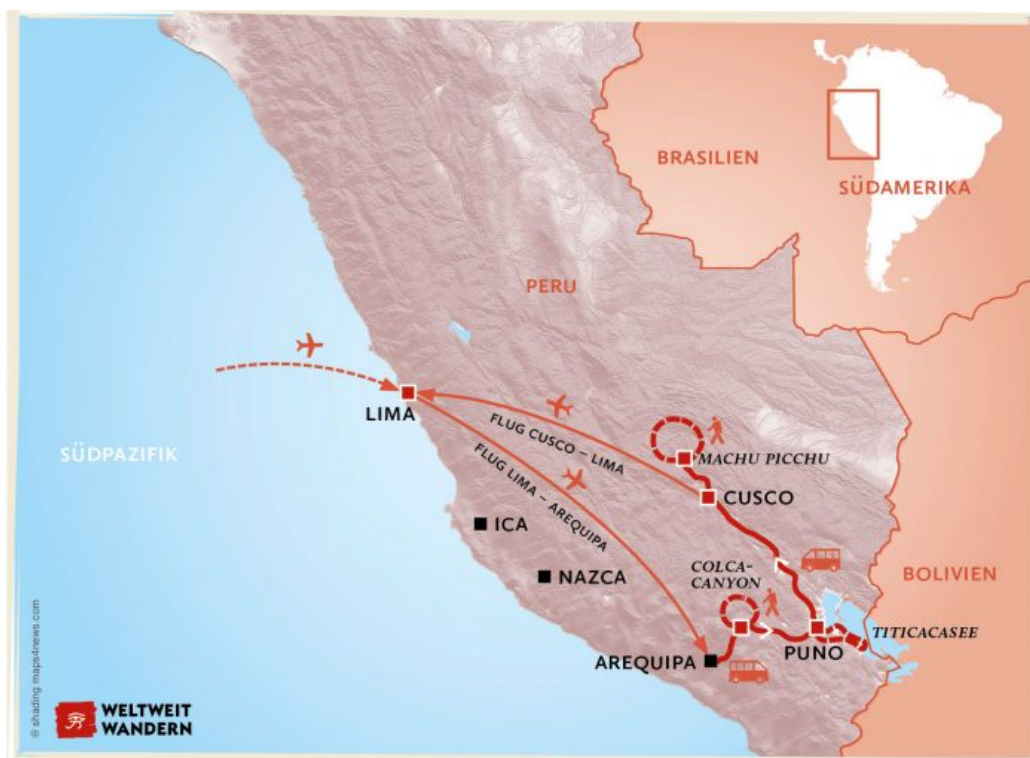 BRASILIEN
SÜDAMERIKA
PERU
LIMA
FLUG CUSCO – LIMA
FLUG LIMA – AREQUIPA
SÜDPAZIFIK
MACHU PICCHU
CUSCO
ICA
NAZCA
COLCA-
CANYON
BOLIVIEN
TITICACASEE
PUNO
AREQUIPA
© shading maps4news.com
WELTWEIT
WANDERN